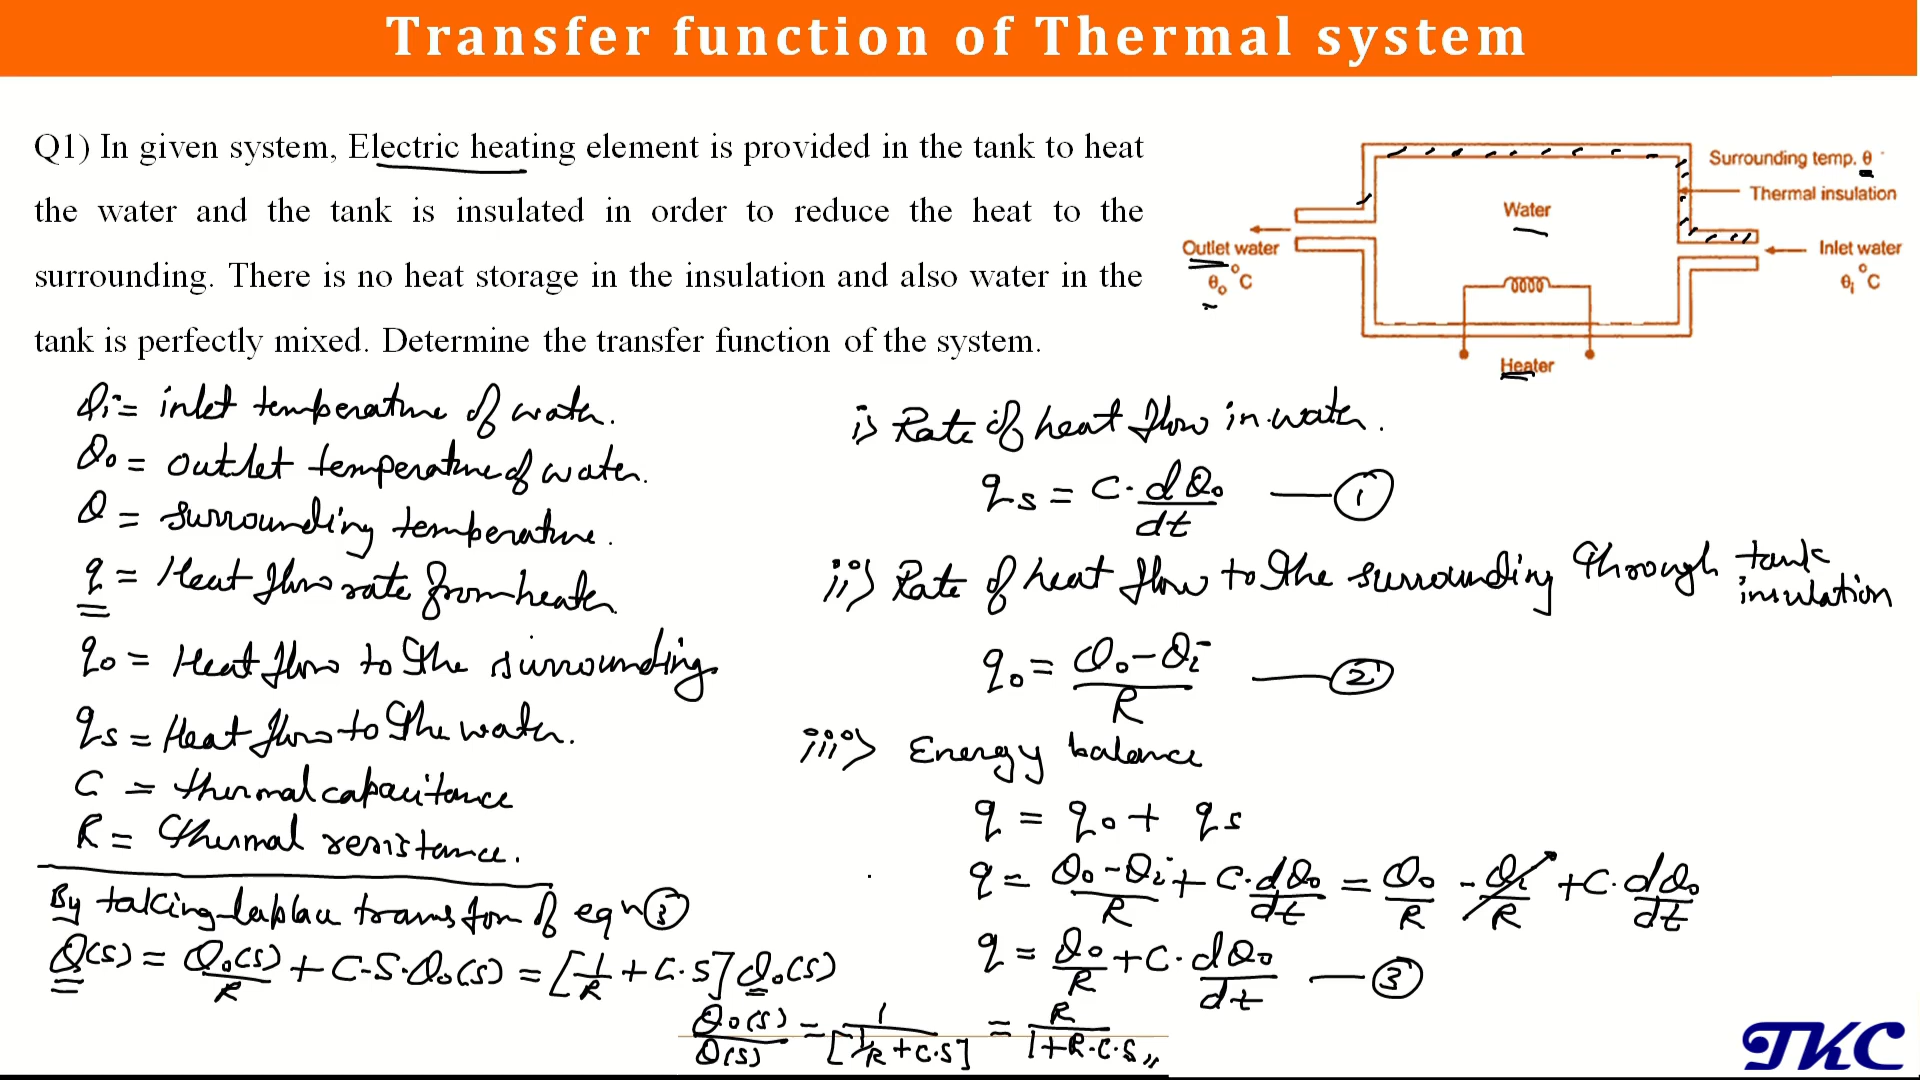 Transfer function of Thermal system
Q1) In given system, Electric heating element is provided in the tank to heat
the water and the tank is insulated in order to reduce the heat to the
surrounding. There is no heat storage in the insulation and also water in the
tank is perfectly mixed. Determine the transfer function of the system.
Surrounding temp. θ
Thermal insulation
Water
Outlet water
θ₀ °C
Inlet water
θᵢ °C
Heater
θi = inlet temperature of water.
θo = outlet temperature of water.
θ = surrounding temperature.
q = Heat flow rate from heater.
qo = Heat flow to the surrounding.
qs = Heat flow to the water.
C = thermal capacitance
R = Thermal resistance.
By taking Laplace transform of eqn ③
θ(s) = θo(s)/R + C·S·θo(s) = [1/R + C·S] θo(s)
θo(s)/θ(s) = 1/[1/R + C·S] = R/1+R·C·S,,
i) Rate of heat flow in water.
qs = C· dθo/dt — ①
ii) Rate of heat flow to the surrounding through tank insulation
qo = θo-θi/R — ②
iii) Energy balance
q = qo + qs
q = θo-θi/R + C·dθo/dt = θo/R - θi/R + C·dθo/dt
q = θo/R + C·dθo/dt — ③
TKC